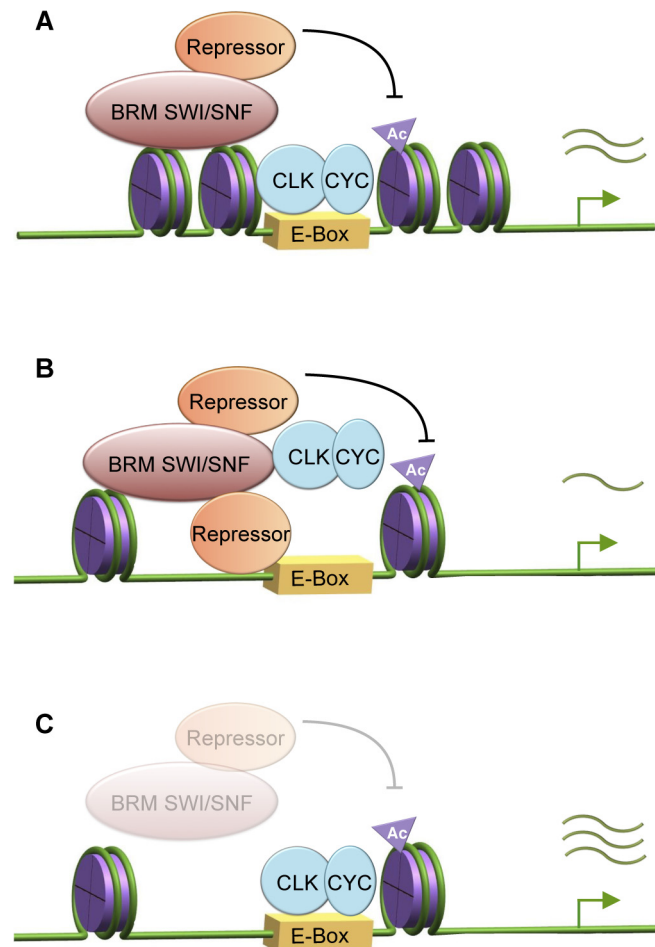 A
Repressor
BRM SWI/SNF
Ac
CLK CYC
E-Box
B
Repressor
BRM SWI/SNF
CLK CYC
Ac
Repressor
E-Box
C
Repressor
BRM SWI/SNF
Ac
CLK CYC
E-Box